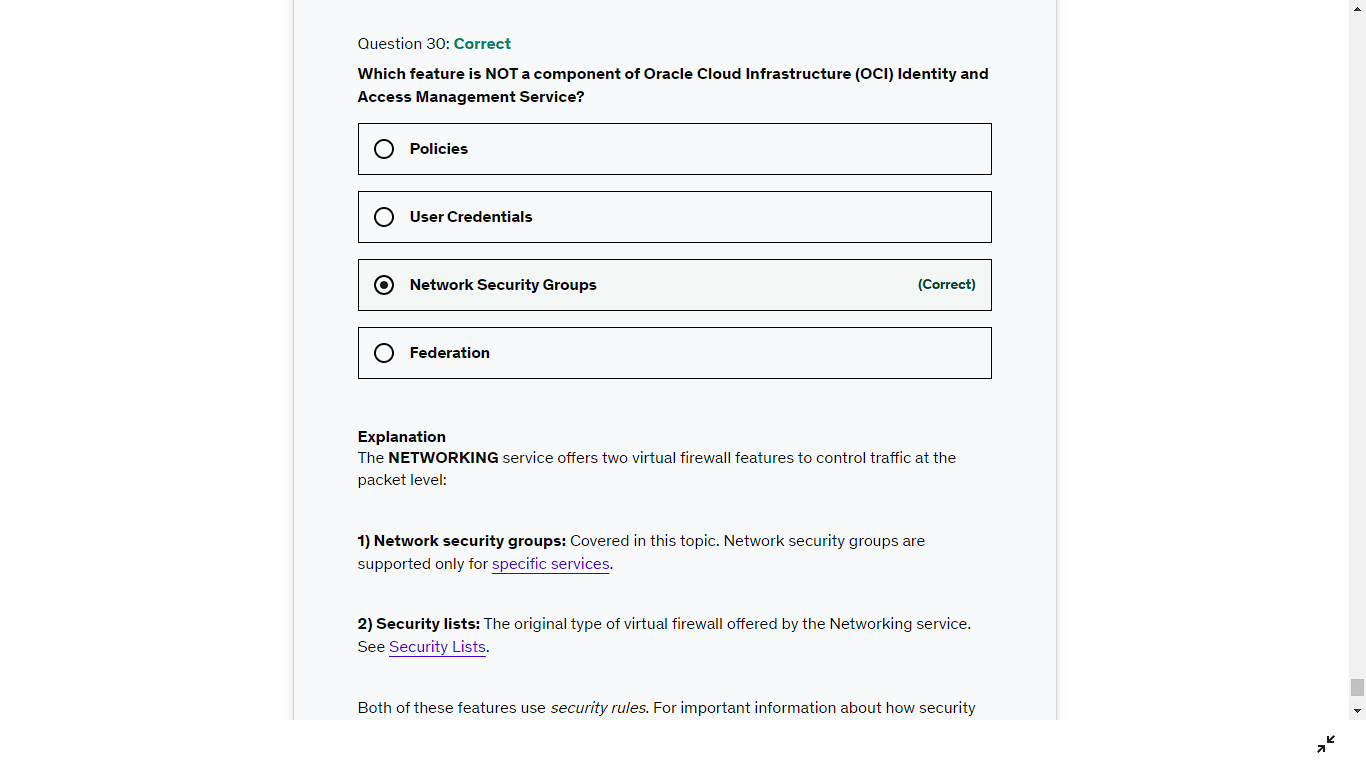 Question 30: Correct
Which feature is NOT a component of Oracle Cloud Infrastructure (OCI) Identity and
Access Management Service?
Policies
User Credentials
Network Security Groups (Correct)
Federation
Explanation
The NETWORKING service offers two virtual firewall features to control traffic at the
packet level:
1) Network security groups: Covered in this topic. Network security groups are
supported only for specific services.
2) Security lists: The original type of virtual firewall offered by the Networking service.
See Security Lists.
Both of these features use security rules. For important information about how security